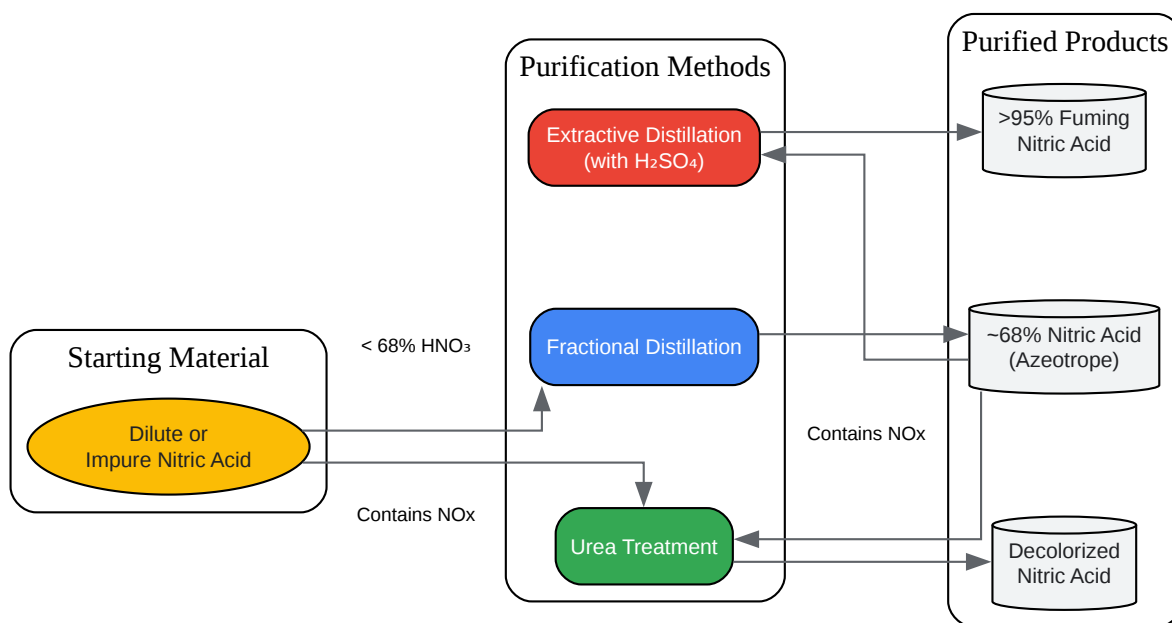 Purified Products
Purification Methods
>95% Fuming
Nitric Acid
Extractive Distillation
(with H₂SO₄)
~68% Nitric Acid
(Azeotrope)
Fractional Distillation
< 68% HNO₃
Starting Material
Dilute or
Impure Nitric Acid
Contains NOx
Contains NOx
Urea Treatment
Decolorized
Nitric Acid